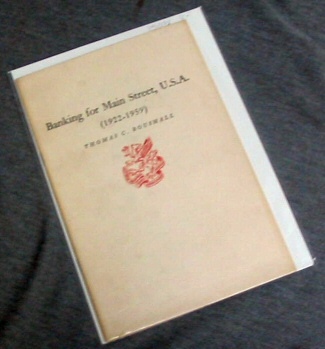 Banking for Main Street, U.S.A.
(1922-1959)
THOMAS C. BOUSHALL